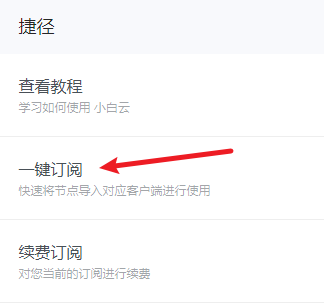 捷径
查看教程
学习如何使用 小白云
一键订阅
快速将节点导入对应客户端进行使用
续费订阅
对您当前的订阅进行续费